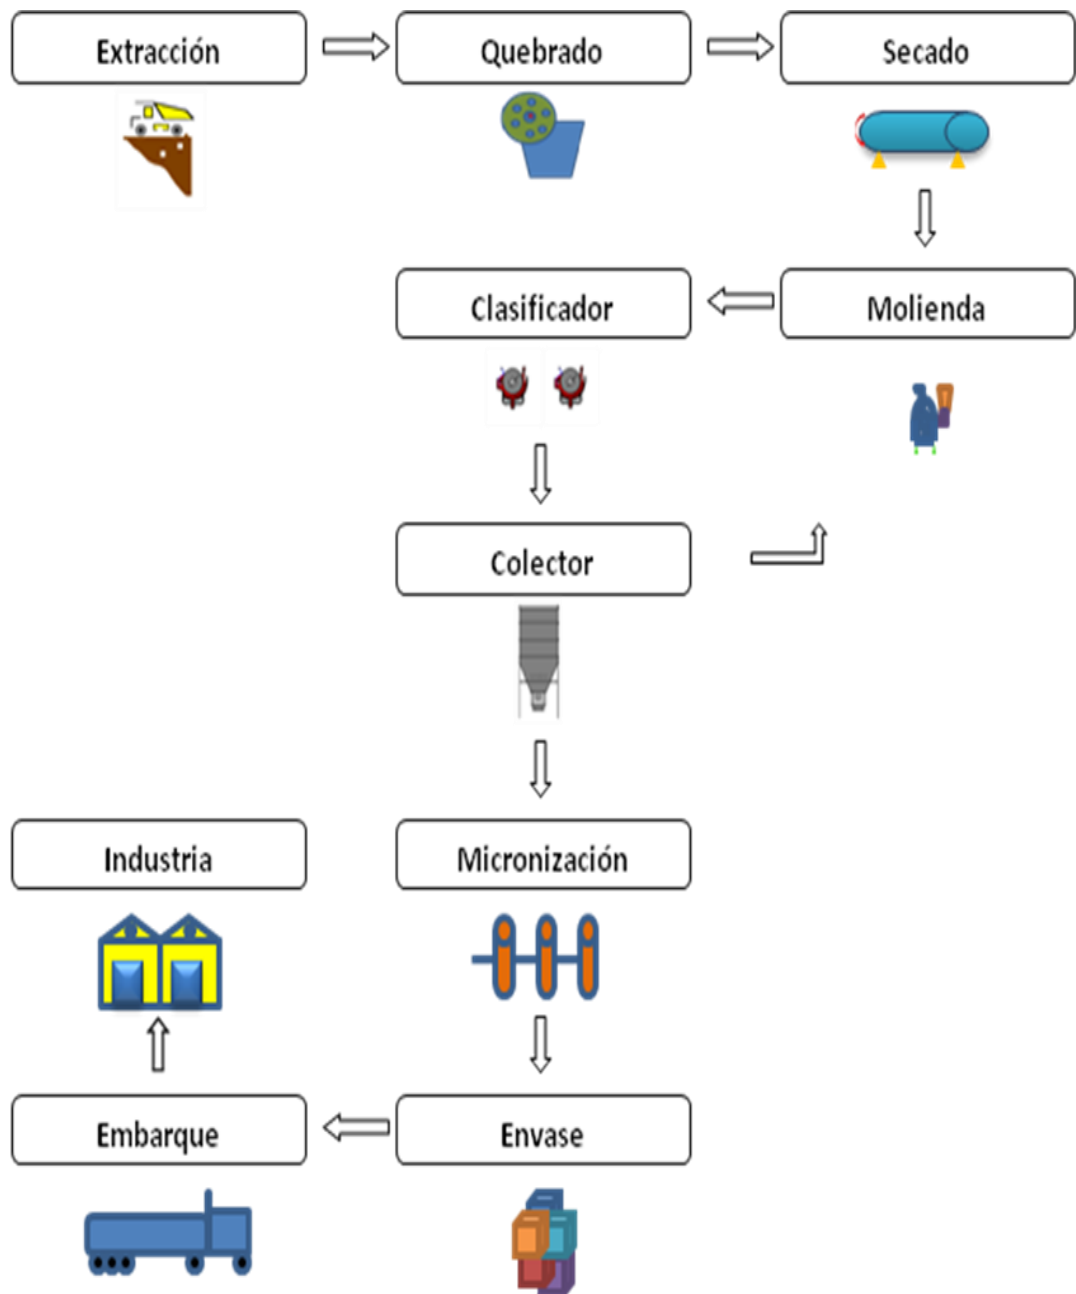 Extracción
Quebrado
Secado
Clasificador
Molienda
Colector
Industria
Micronización
Embarque
Envase